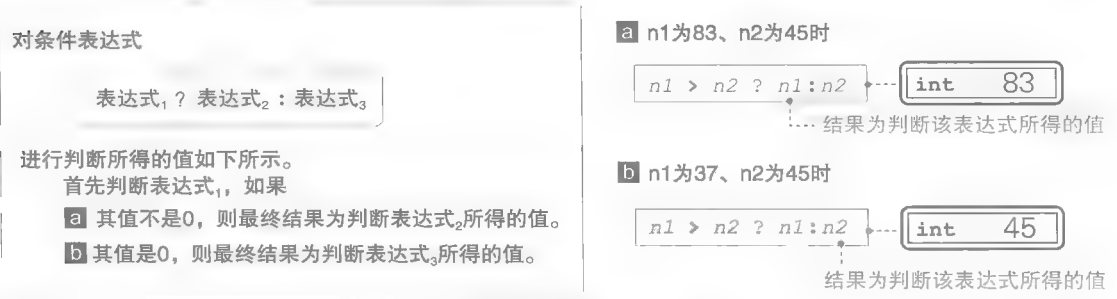 对条件表达式
表达式₁ ? 表达式₂ : 表达式₃
进行判断所得的值如下所示。
首先判断表达式₁，如果
a 其值不是0，则最终结果为判断表达式₂所得的值。
b 其值是0，则最终结果为判断表达式₃所得的值。
a n1为83、n2为45时
n1 > n2 ? n1:n2
int 83
结果为判断该表达式所得的值
b n1为37、n2为45时
n1 > n2 ? n1:n2
int 45
结果为判断该表达式所得的值